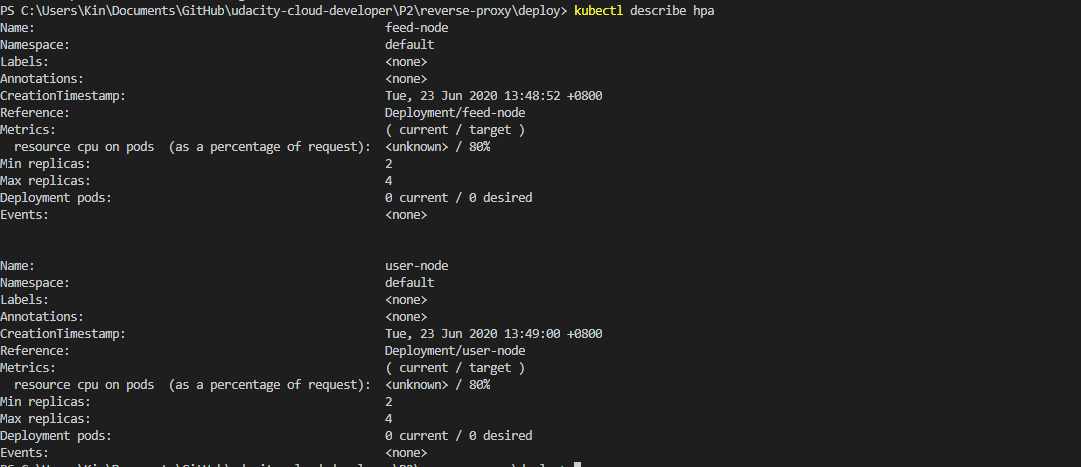 PS C:\Users\Kin\Documents\GitHub\udacity-cloud-developer\P2\reverse-proxy\deploy> kubectl describe hpa
Name: feed-node
Namespace: default
Labels: <none>
Annotations: <none>
CreationTimestamp: Tue, 23 Jun 2020 13:48:52 +0800
Reference: Deployment/feed-node
Metrics: ( current / target )
resource cpu on pods (as a percentage of request): <unknown> / 80%
Min replicas: 2
Max replicas: 4
Deployment pods: 0 current / 0 desired
Events: <none>
Name: user-node
Namespace: default
Labels: <none>
Annotations: <none>
CreationTimestamp: Tue, 23 Jun 2020 13:49:00 +0800
Reference: Deployment/user-node
Metrics: ( current / target )
resource cpu on pods (as a percentage of request): <unknown> / 80%
Min replicas: 2
Max replicas: 4
Deployment pods: 0 current / 0 desired
Events: <none>